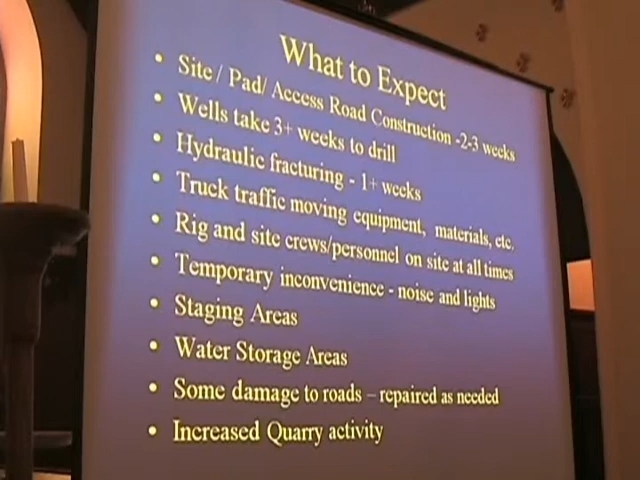 What to Expect
• Site / Pad/ Access Road Construction -2-3 weeks
• Wells take 3+ weeks to drill
• Hydraulic fracturing - 1+ weeks
• Truck traffic moving equipment, materials, etc.
• Rig and site crews/personnel on site at all times
• Temporary inconvenience - noise and lights
• Staging Areas
• Water Storage Areas
• Some damage to roads – repaired as needed
• Increased Quarry activity